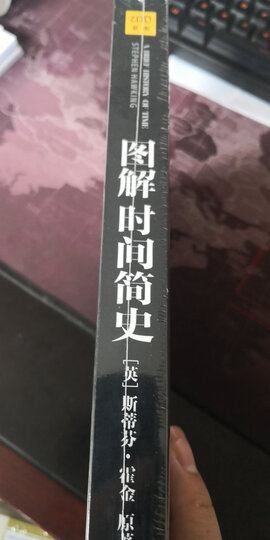 A BRIEF HISTORY OF TIME
STEPHEN HAWKING
图解 时间简史
[英] 斯蒂芬·霍金 原著